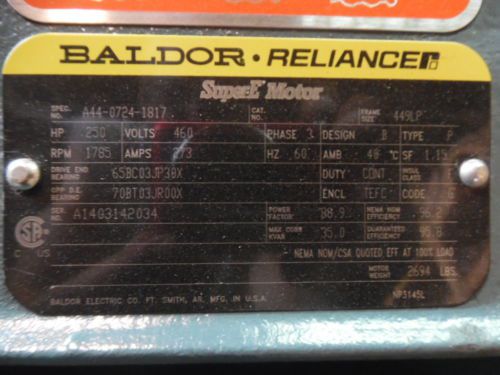 BALDOR • RELIANCE
Super-E Motor
SPEC. NO. A44-0724-1817 CAT. NO. FRAME SIZE 449LP
HP 250 VOLTS 460 PHASE 3 DESIGN B TYPE P
RPM 1785 AMPS 273 HZ 60 AMB 40 °C SF 1.15
DRIVE END BEARING 65BC03JP30X DUTY CONT INSUL CLASS
OPP D.E. BEARING 70BT03JR00X ENCL TEFC CODE G
SER. NO. A1403142034 POWER FACTOR 88.9 NEMA NOM EFFICIENCY 96.2
MAX CORR KVAR 35.0 GUARANTEED EFFICIENCY 95.8
C US
NEMA NOM/CSA QUOTED EFF AT 100% LOAD
MOTOR WEIGHT 2694 LBS.
BALDOR ELECTRIC CO. FT. SMITH, AR. MFG. IN U.S.A. NP3145L